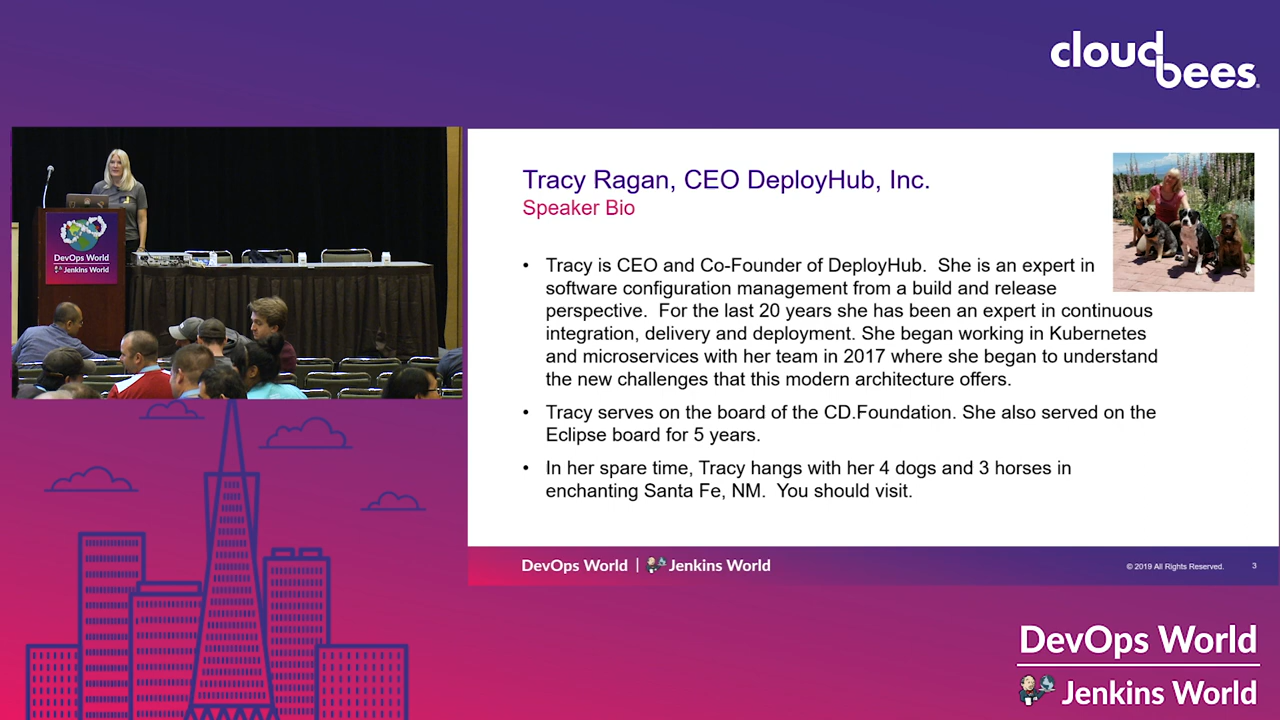 cloudbees
DevOps World
Jenkins World
Tracy Ragan, CEO DeployHub, Inc.
Speaker Bio
• Tracy is CEO and Co-Founder of DeployHub. She is an expert in
software configuration management from a build and release
perspective. For the last 20 years she has been an expert in continuous
integration, delivery and deployment. She began working in Kubernetes
and microservices with her team in 2017 where she began to understand
the new challenges that this modern architecture offers.
• Tracy serves on the board of the CD.Foundation. She also served on the
Eclipse board for 5 years.
• In her spare time, Tracy hangs with her 4 dogs and 3 horses in
enchanting Santa Fe, NM. You should visit.
DevOps World | Jenkins World
© 2019 All Rights Reserved. 3
DevOps World
Jenkins World